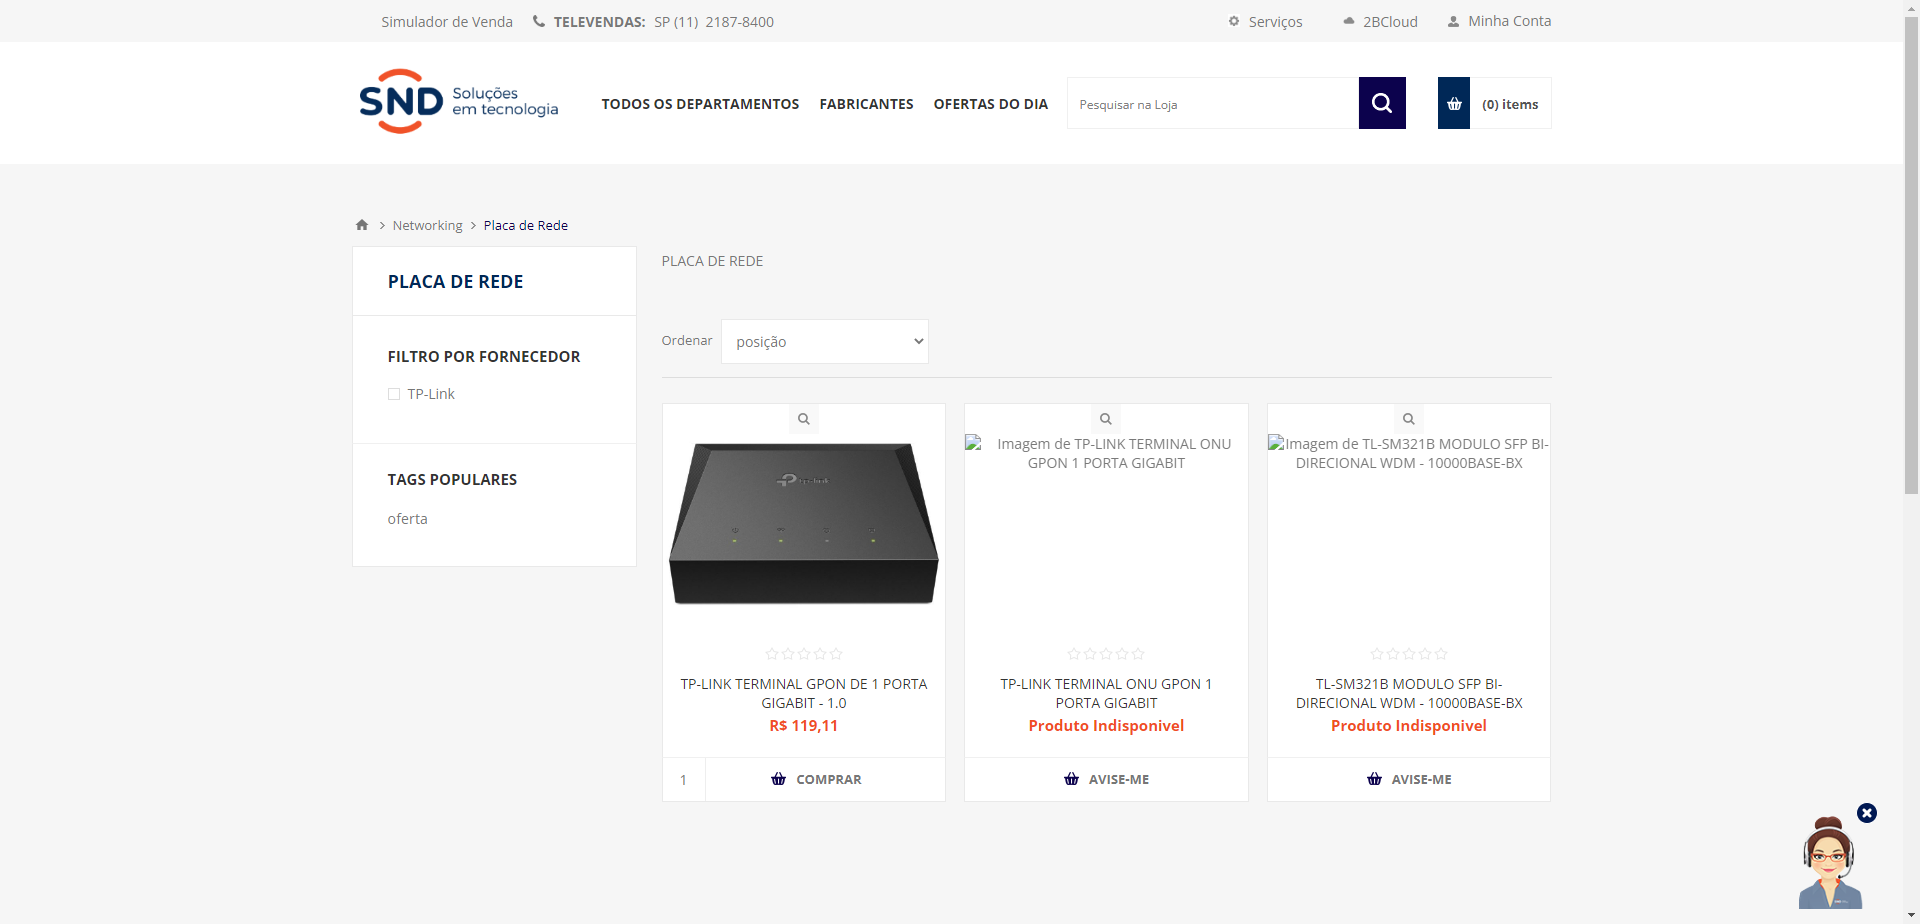 Simulador de Venda
TELEVENDAS: SP (11) 2187-8400
Serviços
2BCloud
Minha Conta
SND Soluções
em tecnologia
TODOS OS DEPARTAMENTOS
FABRICANTES
OFERTAS DO DIA
Pesquisar na Loja
(0) items
Networking
Placa de Rede
PLACA DE REDE
FILTRO POR FORNECEDOR
TP-Link
TAGS POPULARES
oferta
PLACA DE REDE
Ordenar
posição
tp-link
TP-LINK TERMINAL GPON DE 1 PORTA
GIGABIT - 1.0
R$ 119,11
1
COMPRAR
Imagem de TP-LINK TERMINAL ONU
GPON 1 PORTA GIGABIT
TP-LINK TERMINAL ONU GPON 1
PORTA GIGABIT
Produto Indisponivel
AVISE-ME
Imagem de TL-SM321B MODULO SFP BI-
DIRECIONAL WDM - 10000BASE-BX
TL-SM321B MODULO SFP BI-
DIRECIONAL WDM - 10000BASE-BX
Produto Indisponivel
AVISE-ME